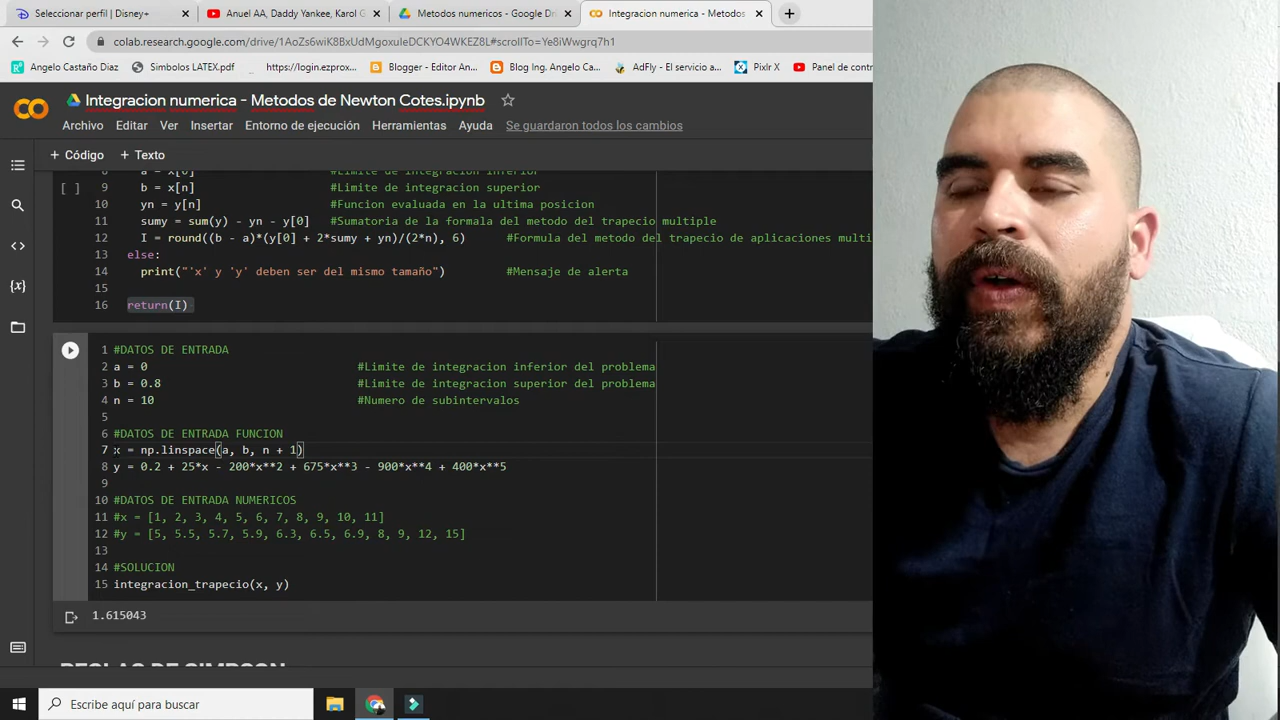 Seleccionar perfil | Disney+
Anuel AA, Daddy Yankee, Karol G
Metodos numericos - Google Dri
Integracion numerica - Metodos
colab.research.google.com/drive/1AoZs6wiK8BxUdMgoxuleDCKYO4WKEZ8L#scrollTo=Ye8iWwgrq7h1
Angelo Castaño Diaz
Simbolos LATEX.pdf
https://login.ezprox...
Blogger - Editor An...
Blog Ing. Angelo Ca...
AdFly - El servicio a...
Pixlr X
Panel de contr
Integracion numerica - Metodos de Newton Cotes.ipynb
Archivo Editar Ver Insertar Entorno de ejecución Herramientas Ayuda Se guardaron todos los cambios
+ Código + Texto
8 a = x[0] #Limite de integracion inferior
[ ] 9 b = x[n] #Limite de integracion superior
10 yn = y[n] #Funcion evaluada en la ultima posicion
11 sumy = sum(y) - yn - y[0] #Sumatoria de la formala del metodo del trapecio multiple
12 I = round((b - a)*(y[0] + 2*sumy + yn)/(2*n), 6) #Formula del metodo del trapecio de aplicaciones multi
13 else:
14 print("'x' y 'y' deben ser del mismo tamaño") #Mensaje de alerta
15
16 return(I)
1 #DATOS DE ENTRADA
2 a = 0 #Limite de integracion inferior del problema
3 b = 0.8 #Limite de integracion superior del problema
4 n = 10 #Numero de subintervalos
5
6 #DATOS DE ENTRADA FUNCION
7 x = np.linspace(a, b, n + 1)
8 y = 0.2 + 25*x - 200*x**2 + 675*x**3 - 900*x**4 + 400*x**5
9
10 #DATOS DE ENTRADA NUMERICOS
11 #x = [1, 2, 3, 4, 5, 6, 7, 8, 9, 10, 11]
12 #y = [5, 5.5, 5.7, 5.9, 6.3, 6.5, 6.9, 8, 9, 12, 15]
13
14 #SOLUCION
15 integracion_trapecio(x, y)
1.615043
REGLAS DE SIMPSON
Escribe aquí para buscar